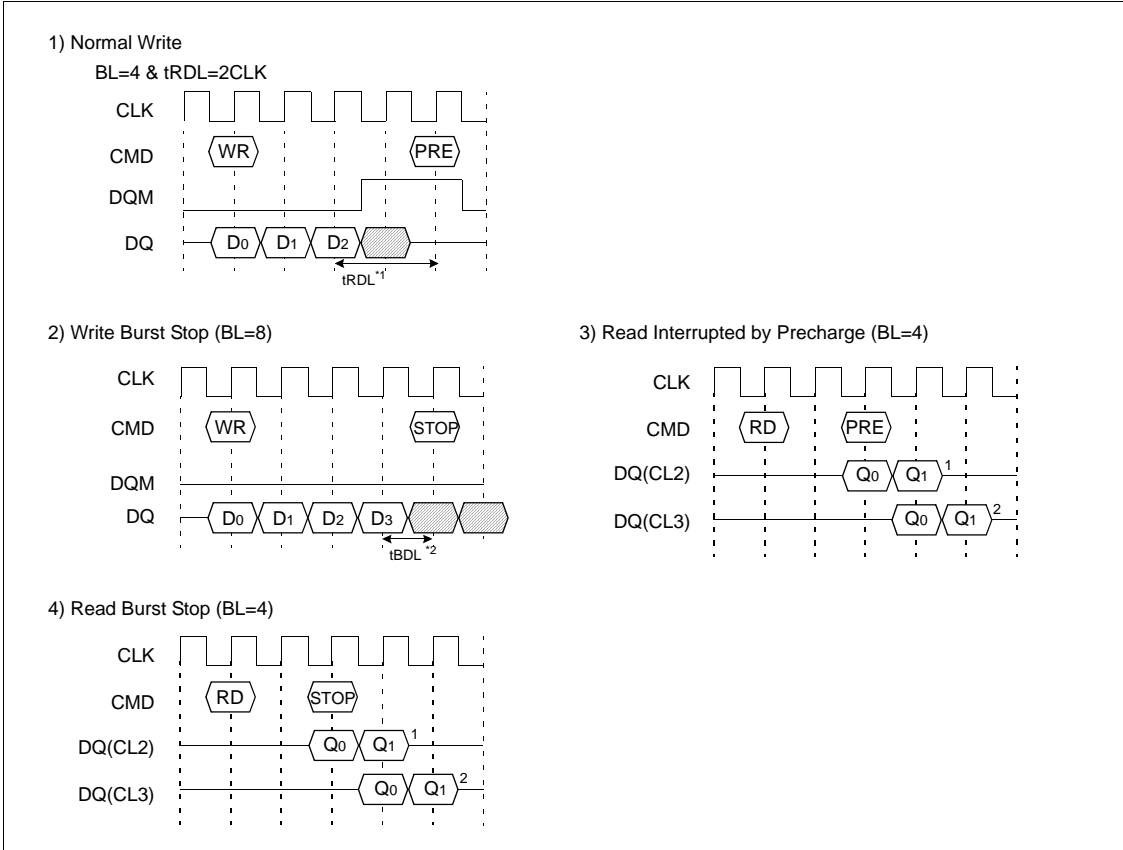 1) Normal Write
BL=4 & tRDL=2CLK
CLK
CMD WR PRE
DQM
DQ D0 D1 D2
tRDL*1
2) Write Burst Stop (BL=8)
CLK
CMD WR STOP
DQM
DQ D0 D1 D2 D3
tBDL *2
3) Read Interrupted by Precharge (BL=4)
CLK
CMD RD PRE
DQ(CL2) Q0 Q1 1
DQ(CL3) Q0 Q1 2
4) Read Burst Stop (BL=4)
CLK
CMD RD STOP
DQ(CL2) Q0 Q1 1
DQ(CL3) Q0 Q1 2